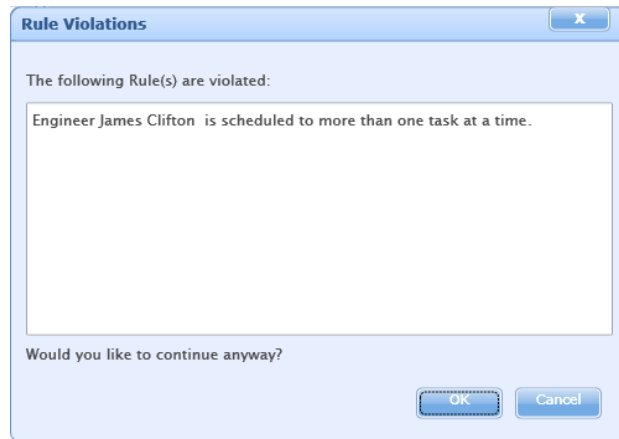 Rule Violations
X
The following Rule(s) are violated:
Engineer James Clifton  is scheduled to more than one task at a time.
Would you like to continue anyway?
OK Cancel